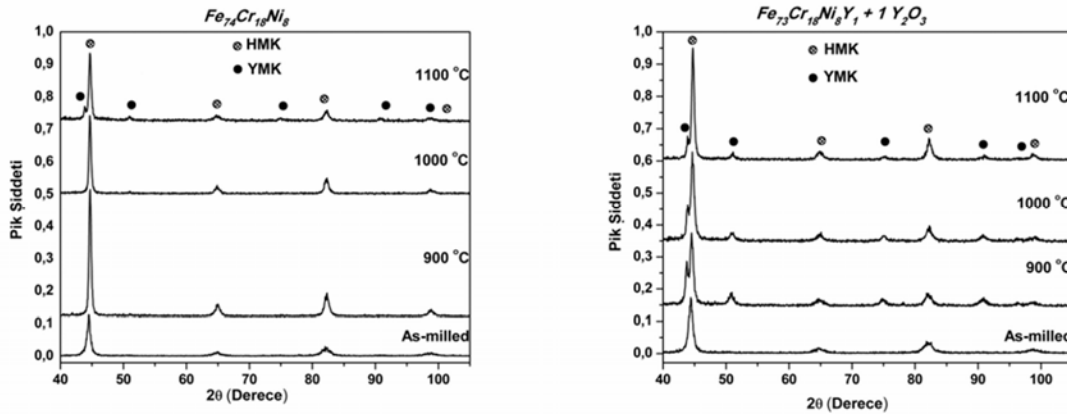 Fe74Cr18Ni8
1,0
0,9
0,8
0,7
0,6
0,5
0,4
0,3
0,2
0,1
0,0
Pik Şiddeti
HMK
YMK
1100 °C
1000 °C
900 °C
As-milled
40 50 60 70 80 90 100
2θ (Derece)
Fe73Cr18Ni8Y1 + 1 Y2O3
1,0
0,9
0,8
0,7
0,6
0,5
0,4
0,3
0,2
0,1
0,0
Pik Şiddeti
HMK
YMK
1100 °C
1000 °C
900 °C
As-milled
40 50 60 70 80 90 100
2θ (Derece)